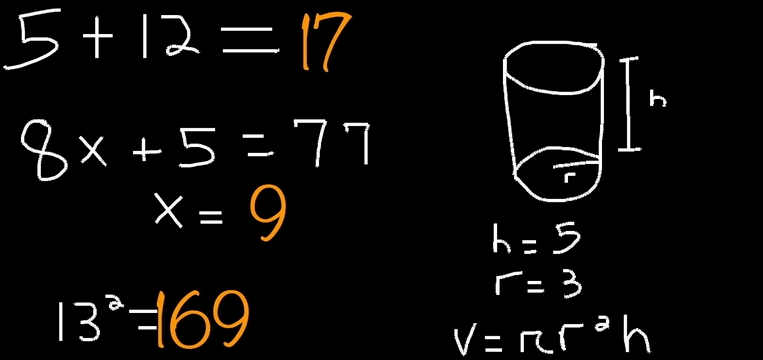 5 + 12 = 17
8x + 5 = 77
x = 9
13² = 169
h
r
h = 5
r = 3
V = πr²h